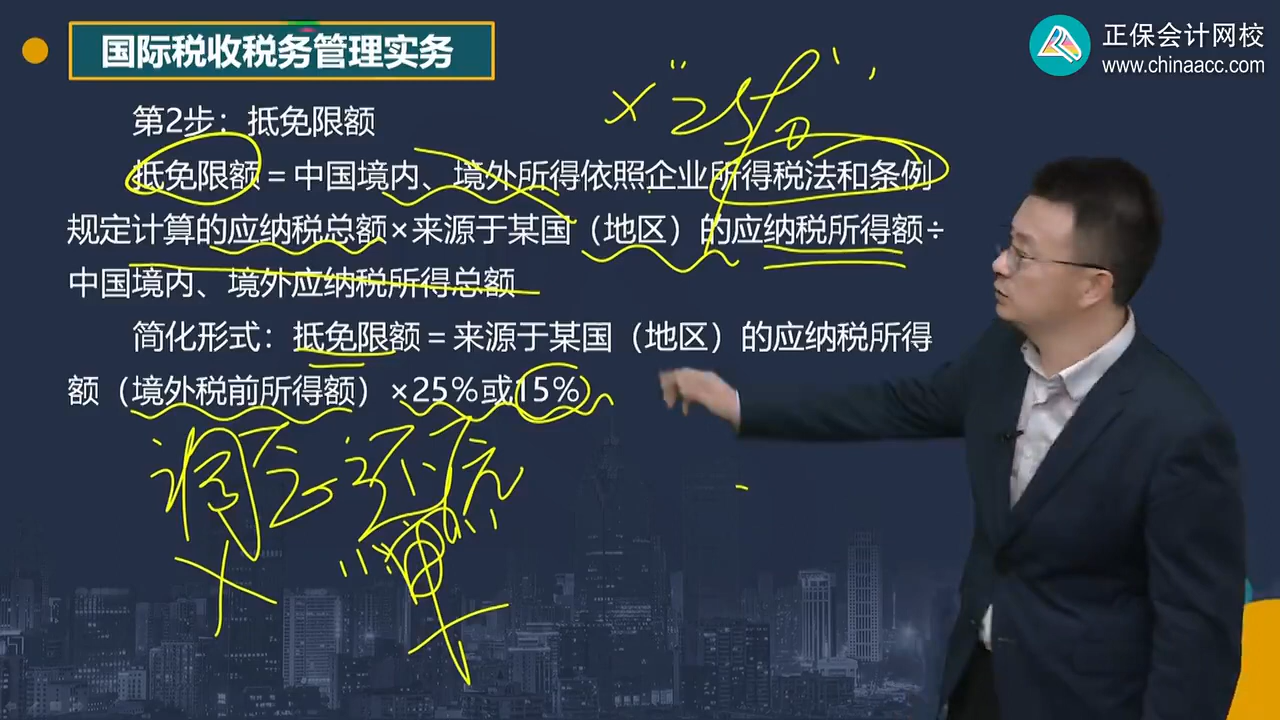 国际税收税务管理实务
正保会计网校
www.chinaacc.com
×"25%"
第2步：抵免限额
抵免限额＝中国境内、境外所得依照企业所得税法和条例
规定计算的应纳税总额×来源于某国（地区）的应纳税所得额÷
中国境内、境外应纳税所得总额
简化形式：抵免限额＝来源于某国（地区）的应纳税所得
额（境外税前所得额）×25%或15%